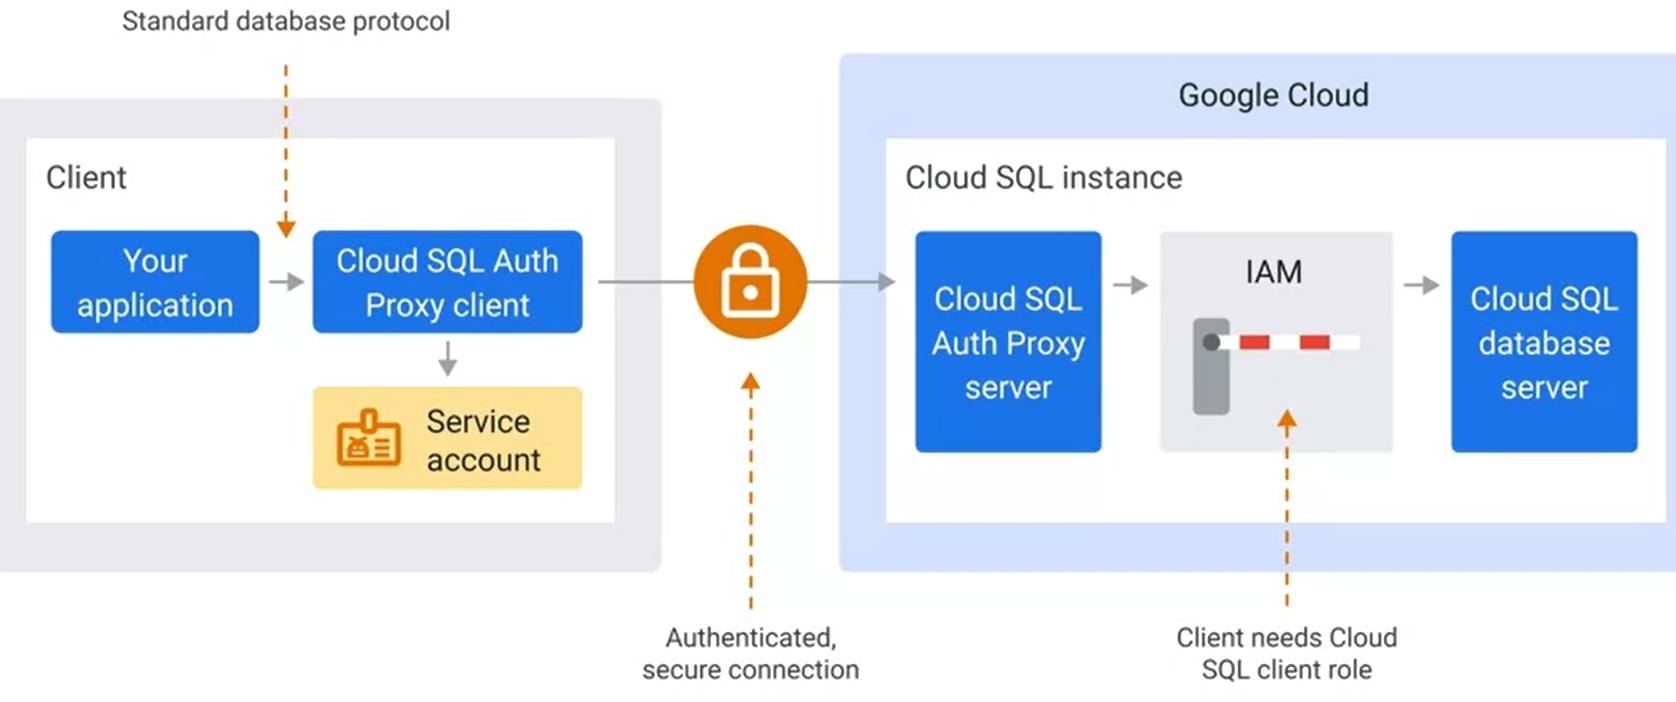 Standard database protocol
Google Cloud
Client
Cloud SQL instance
Your
application
Cloud SQL Auth
Proxy client
Service
account
Cloud SQL
Auth Proxy
server
IAM
Cloud SQL
database
server
Authenticated,
secure connection
Client needs Cloud
SQL client role